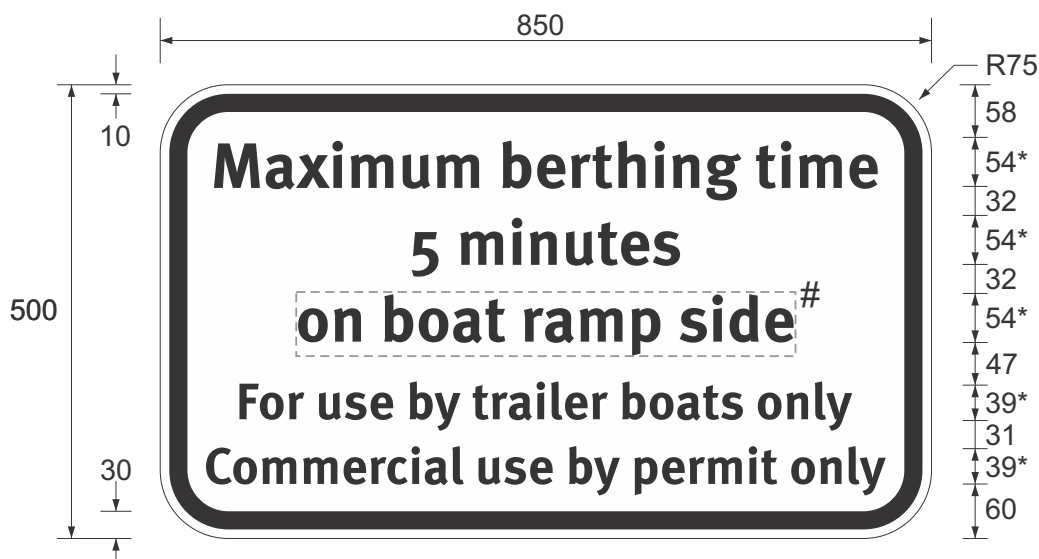 850
R75
58
10
54*
Maximum berthing time
32
5 minutes
54*
32
500
on boat ramp side#
54*
47
For use by trailer boats only
39*
31
30
Commercial use by permit only
39*
60